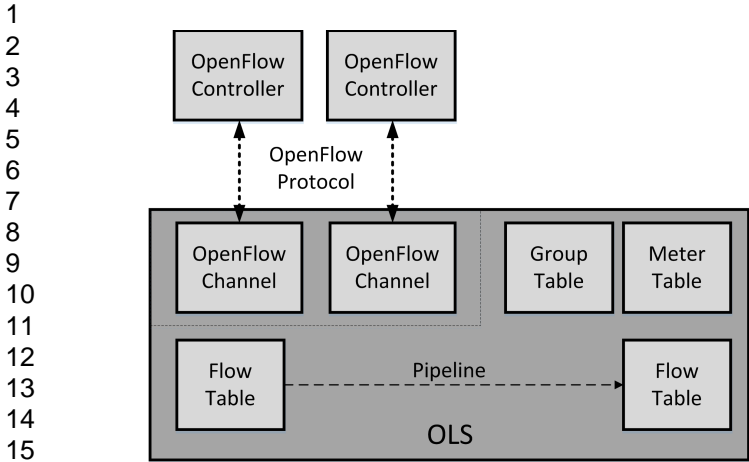 1
2
3
4
5
6
7
8
9
10
11
12
13
14
15
OpenFlow
Controller
OpenFlow
Controller
OpenFlow
Protocol
OpenFlow
Channel
OpenFlow
Channel
Group
Table
Meter
Table
Flow
Table
Pipeline
Flow
Table
OLS